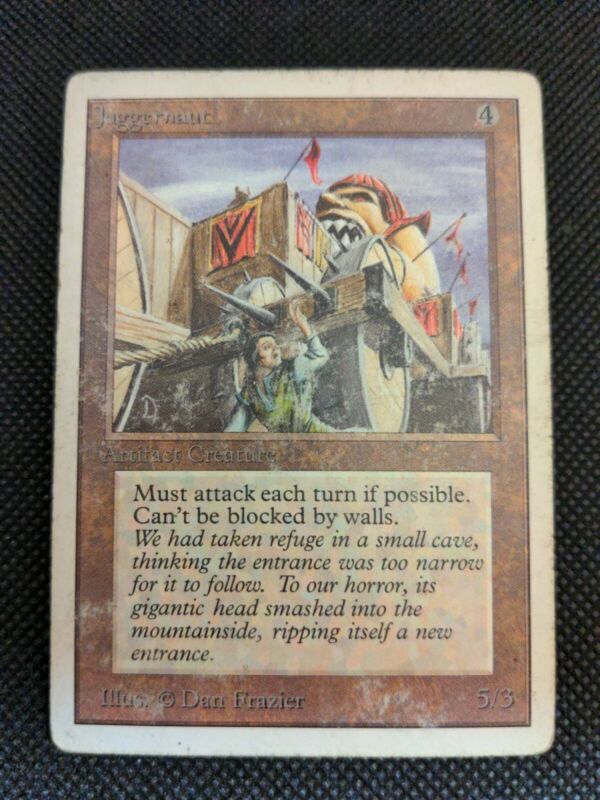 Juggernaut
4
D
Artifact Creature
Must attack each turn if possible.
Can't be blocked by walls.
We had taken refuge in a small cave,
thinking the entrance was too narrow
for it to follow. To our horror, its
gigantic head smashed into the
mountainside, ripping itself a new
entrance.
Illus. © Dan Frazier
5/3